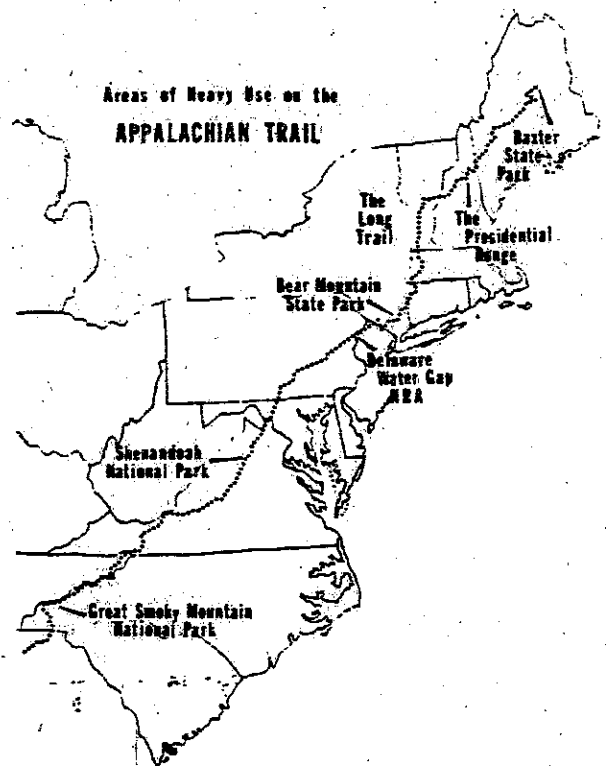 Areas of Heavy Use on the
APPALACHIAN TRAIL
Baxter
State
Park
The
Long
Trail
The
Presidential
Range
Bear Mountain
State Park
Delaware
Water Gap
NRA
Shenandoah
National Park
Great Smoky Mountain
National Park